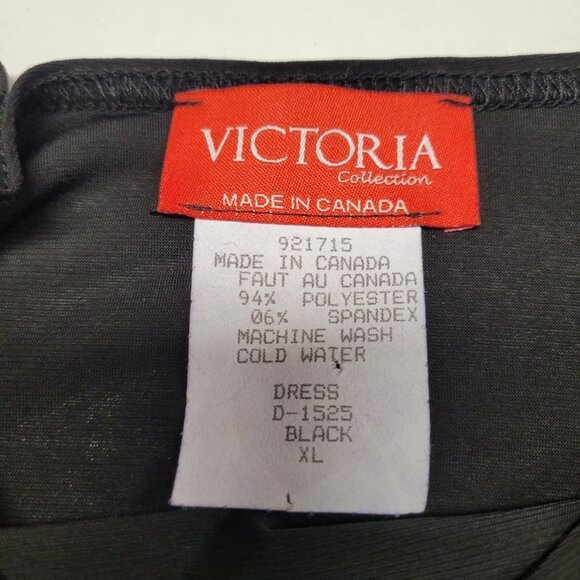 VICTORIA
Collection
MADE IN CANADA
921715
MADE IN CANADA
FAUT AU CANADA
94% POLYESTER
06% SPANDEX
MACHINE WASH
COLD WATER
DRESS
D-1525
BLACK
XL